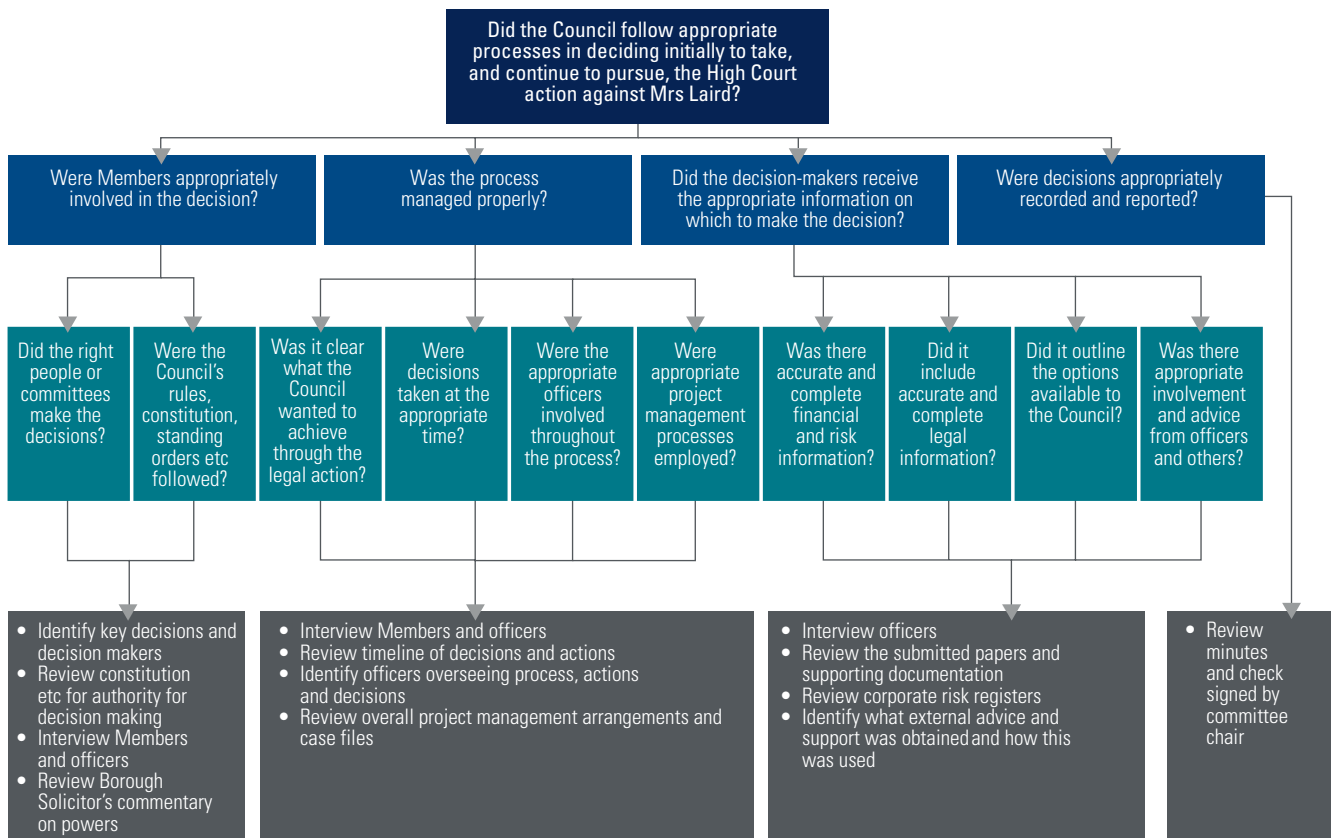 Did the Council follow appropriate
processes in deciding initially to take,
and continue to pursue, the High Court
action against Mrs Laird?
Were Members appropriately
involved in the decision?
Was the process
managed properly?
Did the decision-makers receive
the appropriate information on
which to make the decision?
Were decisions appropriately
recorded and reported?
Did the right
people or
committees
make the
decisions?
Were the
Council's
rules,
constitution,
standing
orders etc
followed?
Was it clear
what the
Council
wanted to
achieve
through the
legal action?
Were
decisions
taken at the
appropriate
time?
Were the
appropriate
officers
involved
throughout
the process?
Were
appropriate
project
management
processes
employed?
Was there
accurate and
complete
financial
and risk
information?
Did it
include
accurate and
complete
legal
information?
Did it outline
the options
available to
the Council?
Was there
appropriate
involvement
and advice
from officers
and others?
• Identify key decisions and
decision makers
• Review constitution
etc for authority for
decision making
• Interview Members
and officers
• Review Borough
Solicitor's commentary
on powers
• Interview Members and officers
• Review timeline of decisions and actions
• Identify officers overseeing process, actions
and decisions
• Review overall project management arrangements and
case files
• Interview officers
• Review the submitted papers and
supporting documentation
• Review corporate risk registers
• Identify what external advice and
support was obtained and how this
was used
• Review
minutes
and check
signed by
committee
chair